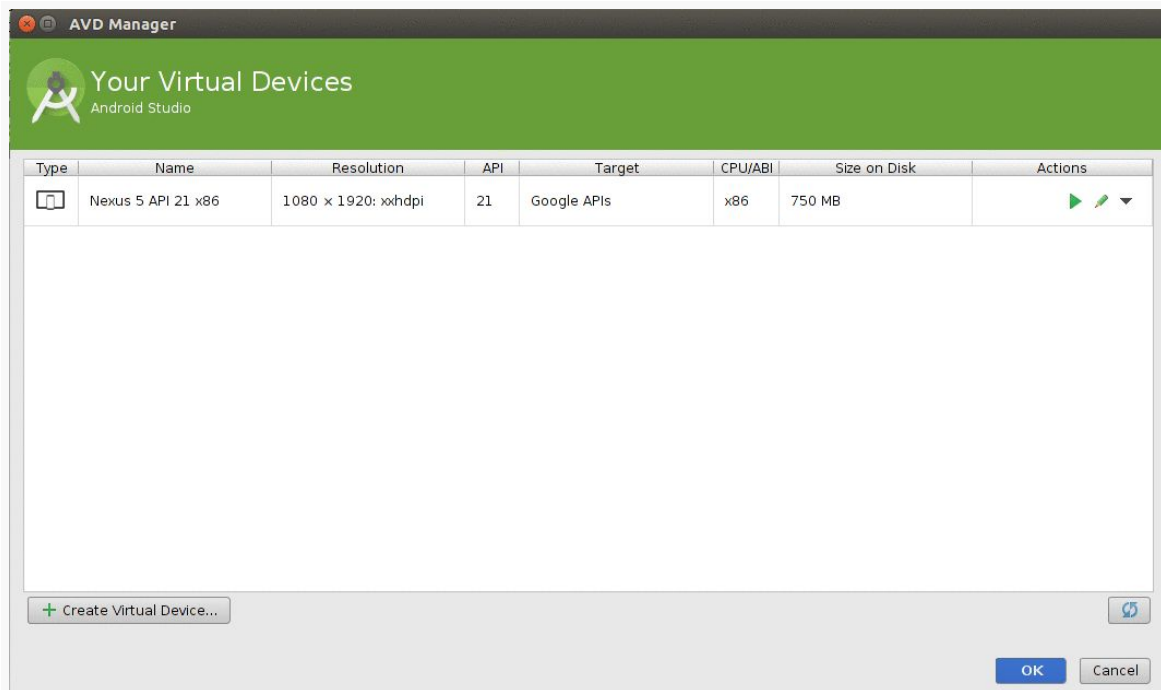 AVD Manager
Your Virtual Devices
Android Studio
Type Name Resolution API Target CPU/ABI Size on Disk Actions
Nexus 5 API 21 x86 1080 × 1920: xxhdpi 21 Google APIs x86 750 MB
Create Virtual Device...
OK Cancel